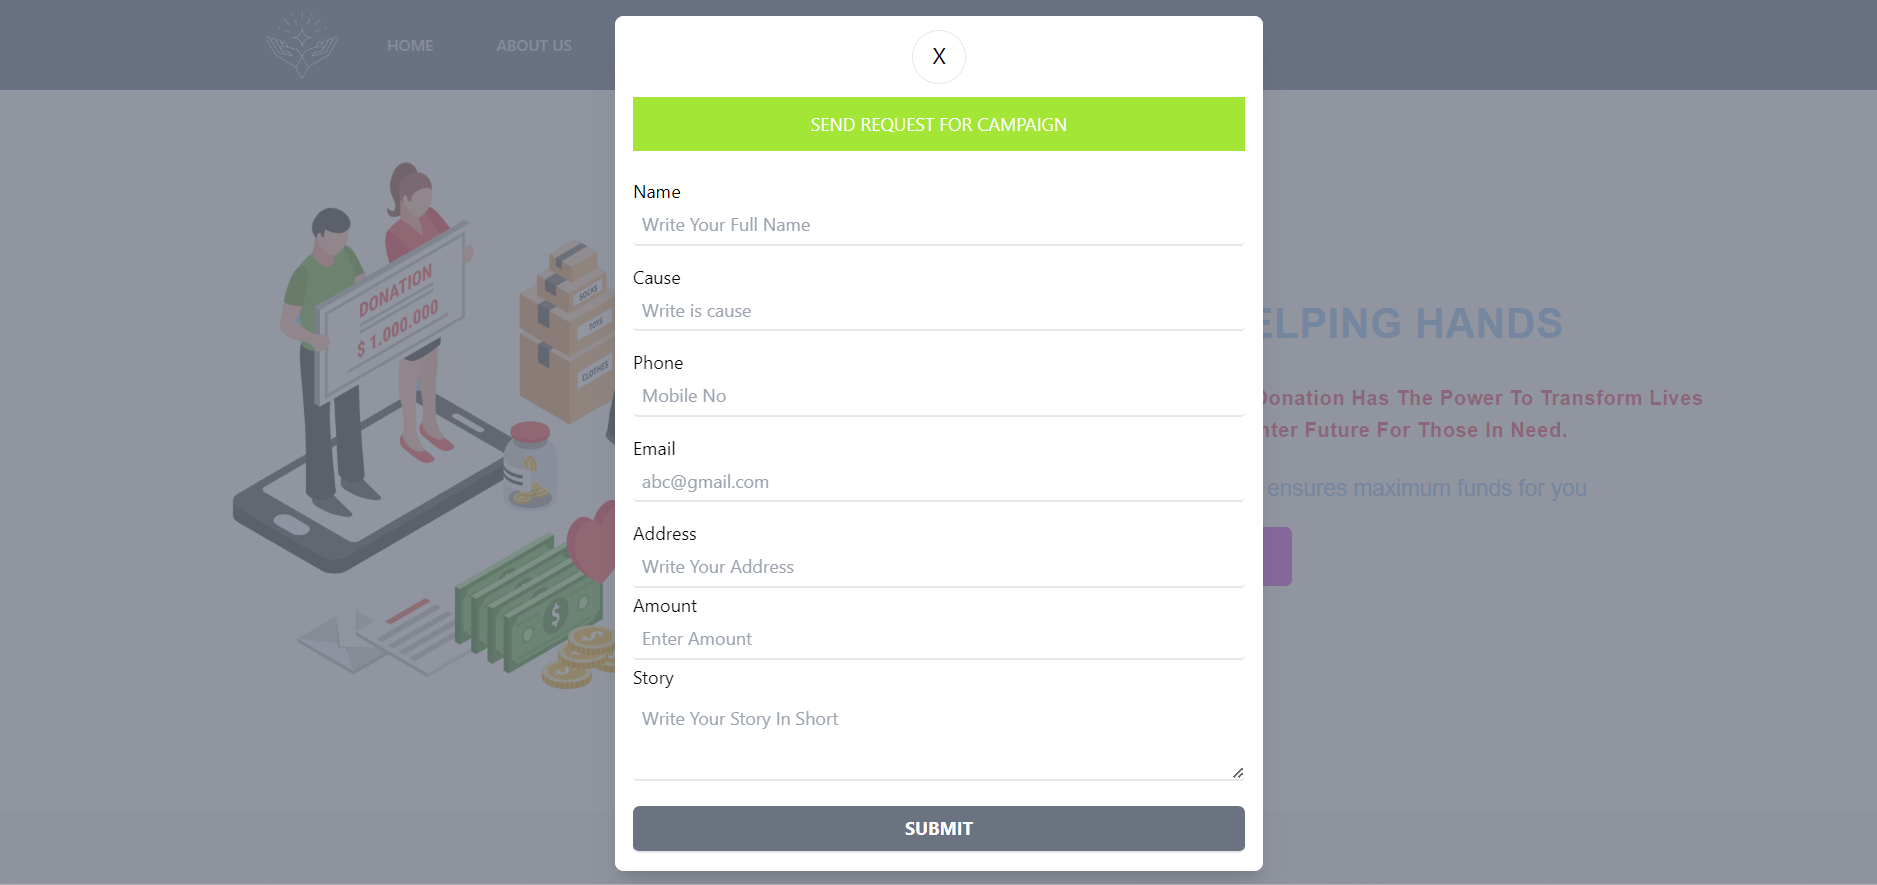 HOME
ABOUT US
X
SEND REQUEST FOR CAMPAIGN
Name
Write Your Full Name
Cause
Write is cause
Phone
Mobile No
Email
abc@gmail.com
Address
Write Your Address
Amount
Enter Amount
Story
Write Your Story In Short
SUBMIT
DONATION
$ 1.000.000
SOCKS
TOYS
CLOTHES
ELPING HANDS
Donation Has The Power To Transform Lives
hter Future For Those In Need.
ensures maximum funds for you